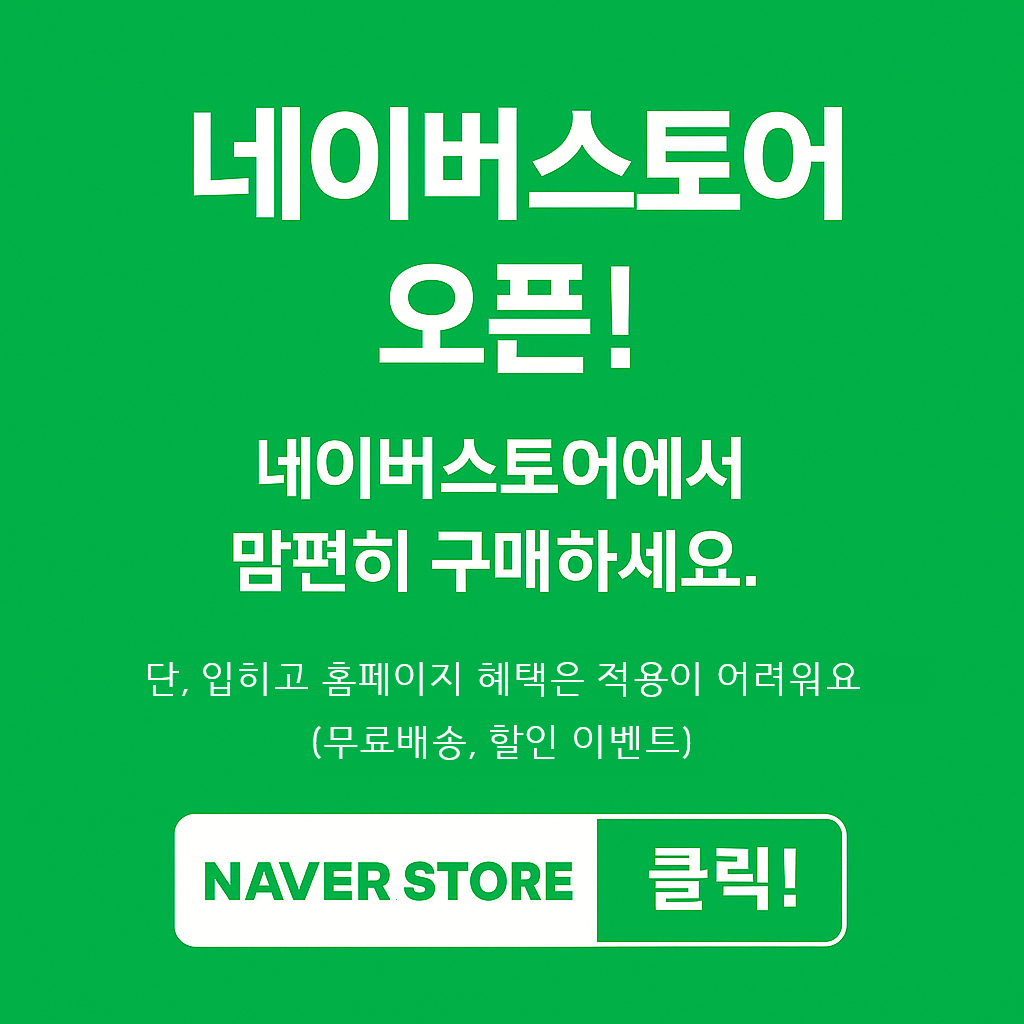 네이버스토어
오픈!
네이버스토어에서
맘편히 구매하세요.
단, 입히고 홈페이지 혜택은 적용이 어려워요
(무료배송, 할인 이벤트)
NAVER STORE 클릭!